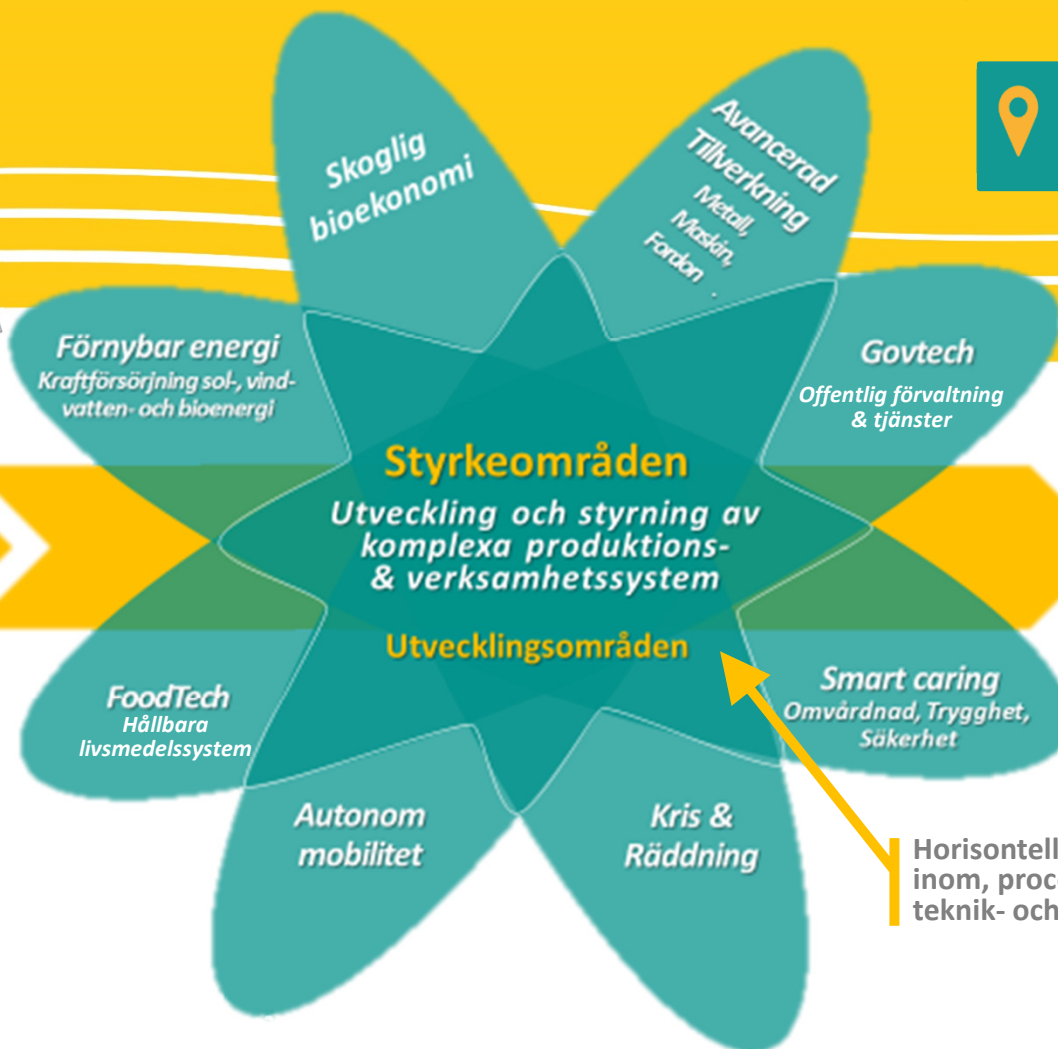 Skoglig
bioekonomi
Avancerad
Tillverkning
Metall,
Maskin,
Fordon
.
Förnybar energi
Kraftförsörjning sol-, vind-
vatten- och bioenergi
Govtech
Offentlig förvaltning
& tjänster
Styrkeområden
Utveckling och styrning av
komplexa produktions-
& verksamhetssystem
Utvecklingsområden
FoodTech
Hållbara
livsmedelssystem
Smart caring
Omvårdnad, Trygghet,
Säkerhet
Autonom
mobilitet
Kris &
Räddning
Horisontell
inom, proc
teknik- och